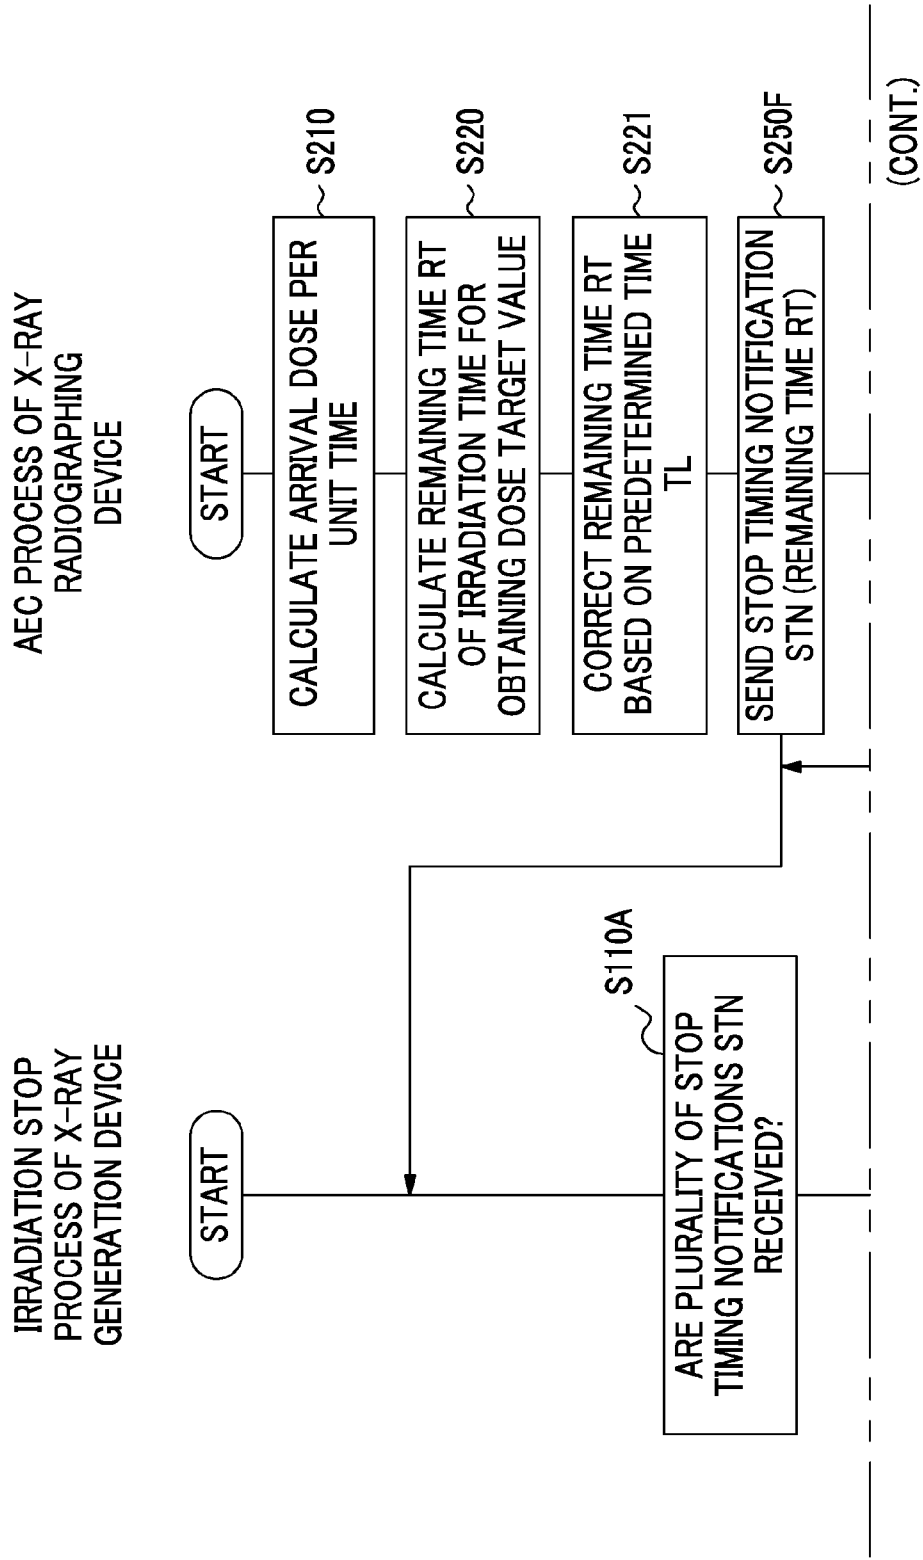 IRRADIATION STOP
PROCESS OF X-RAY
GENERATION DEVICE
START
S110A
ARE PLURALITY OF STOP
TIMING NOTIFICATIONS STN
RECEIVED?
AEC PROCESS OF X-RAY
RADIOGRAPHING
DEVICE
START
CALCULATE ARRIVAL DOSE PER
UNIT TIME
S210
CALCULATE REMAINING TIME RT
OF IRRADIATION TIME FOR
OBTAINING DOSE TARGET VALUE
S220
CORRECT REMAINING TIME RT
BASED ON PREDETERMINED TIME
TL
S221
SEND STOP TIMING NOTIFICATION
STN (REMAINING TIME RT)
S250F
(CONT.)